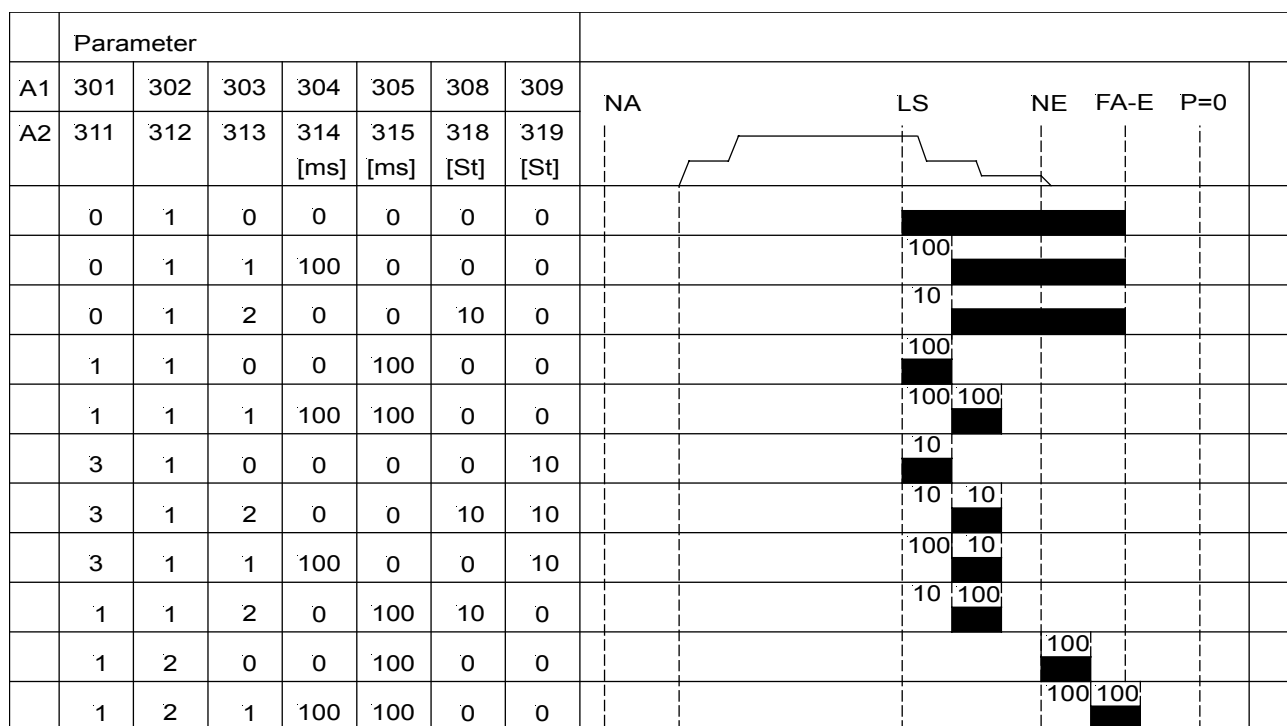 Parameter
A1 301 302 303 304 305 308 309 NA LS NE FA-E P=0
A2 311 312 313 314 315 318 319
[ms] [ms] [St] [St]
0 1 0 0 0 0 0
100
0 1 1 100 0 0 0
10
0 1 2 0 0 10 0
100
1 1 0 0 100 0 0
100 100
1 1 1 100 100 0 0
10
3 1 0 0 0 0 10
10 10
3 1 2 0 0 10 10
100 10
3 1 1 100 0 0 10
10 100
1 1 2 0 100 10 0
100
1 2 0 0 100 0 0
100 100
1 2 1 100 100 0 0